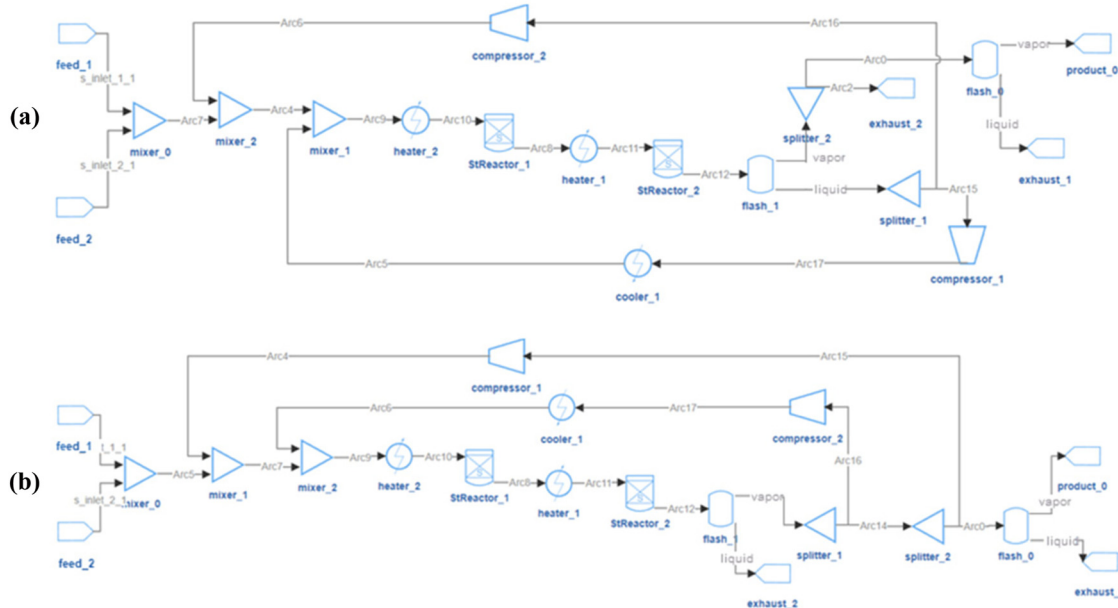 Arc6
Arc16
compressor_2
feed_1
s_inlet_1_1
Arc0
vapor
product_0
flash_0
(a)
Arc4
Arc2
Arc7
mixer_2
Arc9
Arc10
splitter_2
exhaust_2
mixer_0
mixer_1
heater_2
StReactor_1
Arc8
Arc11
vapor
liquid
s_inlet_2_1
heater_1
StReactor_2
Arc12
flash_1
liquid
Arc15
exhaust_1
splitter_1
feed_2
Arc5
cooler_1
Arc17
compressor_1
Arc4
Arc15
compressor_1
feed_1
Arc6
Arc17
cooler_1
compressor_2
t_1_1
Arc16
product_0
(b)
Arc5
mixer_1
Arc7
Arc9
Arc10
mixer_2
heater_2
StReactor_1
Arc8
Arc11
vapor
vapor
s_inlet_2_1
mixer_0
heater_1
StReactor_2
Arc12
flash_1
splitter_1
Arc14
splitter_2
Arc0
flash_0
liquid
feed_2
liquid
exhaust_2
exhaust_